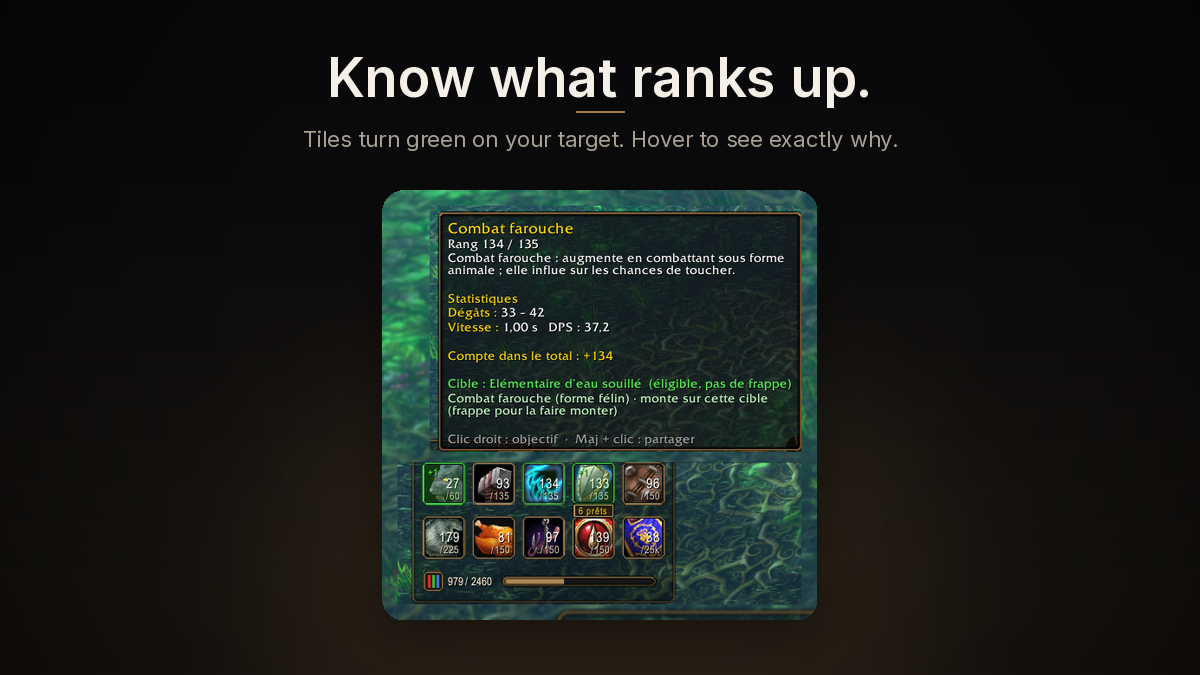 Know what ranks up.
Tiles turn green on your target. Hover to see exactly why.
Combat farouche
Rang 134 / 135
Combat farouche : augmente en combattant sous forme
animale ; elle influe sur les chances de toucher.
Statistiques
Dégâts : 33 - 42
Vitesse : 1,00 s DPS : 37,2
Compte dans le total : +134
Cible : Elémentaire d'eau souillé (éligible, pas de frappe)
Combat farouche (forme félin) · monte sur cette cible
(frappe pour la faire monter)
Clic droit : objectif · Maj + clic : partager
27 93 134 133 96
/60 /135 /135 /135 /150
6 prêts
179 81 97 139 88
/225 /150 /150 /150 /25k
979 / 2460